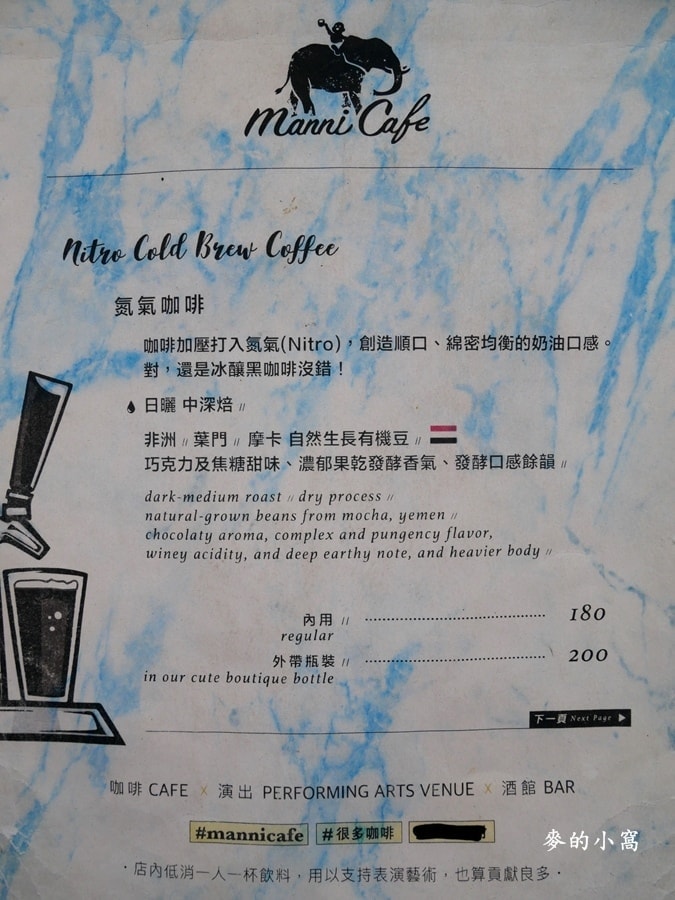 Manni Cafe
Nitro Cold Brew Coffee
氮氣咖啡
咖啡加壓打入氮氣(Nitro)，創造順口、綿密均衡的奶油口感。
對，還是冰釀黑咖啡沒錯！
日曬 中深焙 //
非洲 // 葉門 // 摩卡 自然生長有機豆 //
巧克力及焦糖甜味、濃郁果乾發酵香氣、發酵口感餘韻 //
dark-medium roast // dry process //
natural-grown beans from mocha, yemen //
chocolaty aroma, complex and pungency flavor,
winey acidity, and deep earthy note, and heavier body //
內用 // 180
regular
外帶瓶裝 // 200
in our cute boutique bottle
下一頁 Next Page ▶
咖啡 CAFE x 演出 PERFORMING ARTS VENUE x 酒館 BAR
#mannicafe #很多咖啡
麥的小窩
·店內低消一人一杯飲料，用以支持表演藝術，也算貢獻良多·